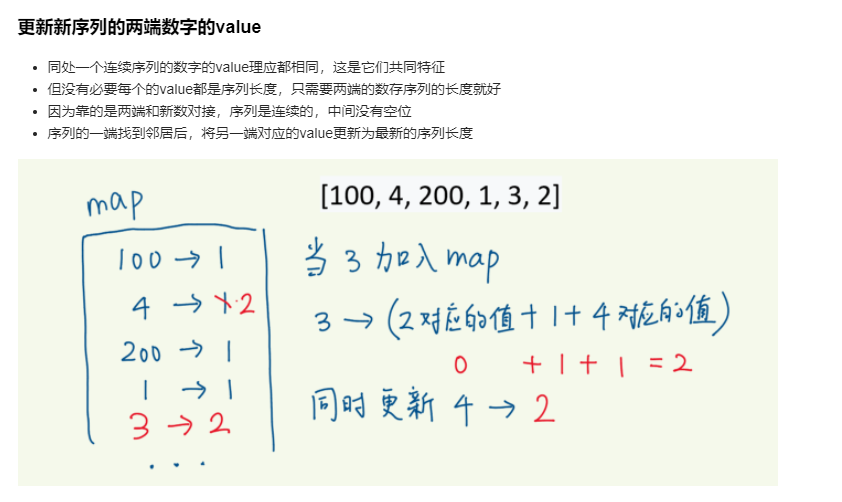 更新新序列的两端数字的value
同处一个连续序列的数字的value理应都相同，这是它们共同特征
但没有必要每个的value都是序列长度，只需要两端的数存序列的长度就好
因为靠的是两端和新数对接，序列是连续的，中间没有空位
序列的一端找到邻居后，将另一端对应的value更新为最新的序列长度
map
[100, 4, 200, 1, 3, 2]
100 → 1
4 → 1 2
200 → 1
1 → 1
3 → 2
...
当 3 加入 map
3 → (2对应的值 + 1 + 4对应的值)
0 + 1 + 1 = 2
同时更新 4 → 2